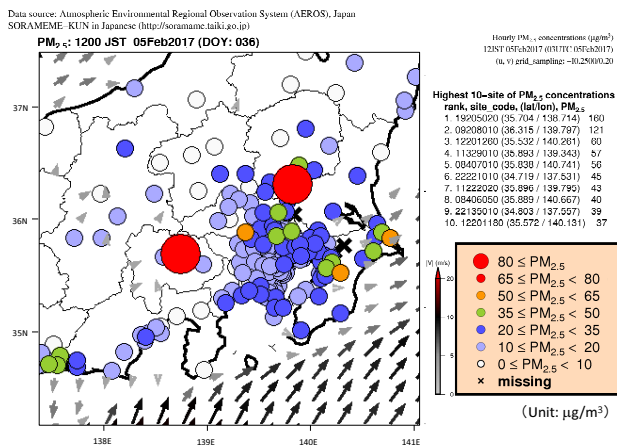 Data source: Atmospheric Environmental Regional Observation System (AEROS), Japan
SORAMEME-KUN in Japanese (http://soramame.taiki.go.jp)
PM2.5: 1200 JST 05Feb2017 (DOY: 036)
Hourly PM2.5 concentrations (μg/m³)
12JST 05Feb2017 (03UTC 05Feb2017)
(u, v) grid_sampling: -10.2500/0.20
37N
36N
35N
138E
139E
140E
141E
Highest 10-site of PM2.5 concentrations
rank, site_code, (lat/lon), PM2.5
1. 19205020 (35.704 / 138.714) 160
2. 09208010 (36.315 / 139.797) 121
3. 12201260 (35.532 / 140.261) 60
4. 11329010 (35.893 / 139.343) 57
5. 08407010 (35.838 / 140.741) 56
6. 22221010 (34.719 / 137.531) 45
7. 11222020 (35.896 / 139.795) 43
8. 08406050 (35.889 / 140.667) 40
9. 22135010 (34.803 / 137.557) 39
10. 12201180 (35.572 / 140.131) 37
|V| (m/s)
20
10
5
0
80 ≤ PM2.5
65 ≤ PM2.5 < 80
50 ≤ PM2.5 < 65
35 ≤ PM2.5 < 50
20 ≤ PM2.5 < 35
10 ≤ PM2.5 < 20
0 ≤ PM2.5 < 10
missing
(Unit: μg/m³)